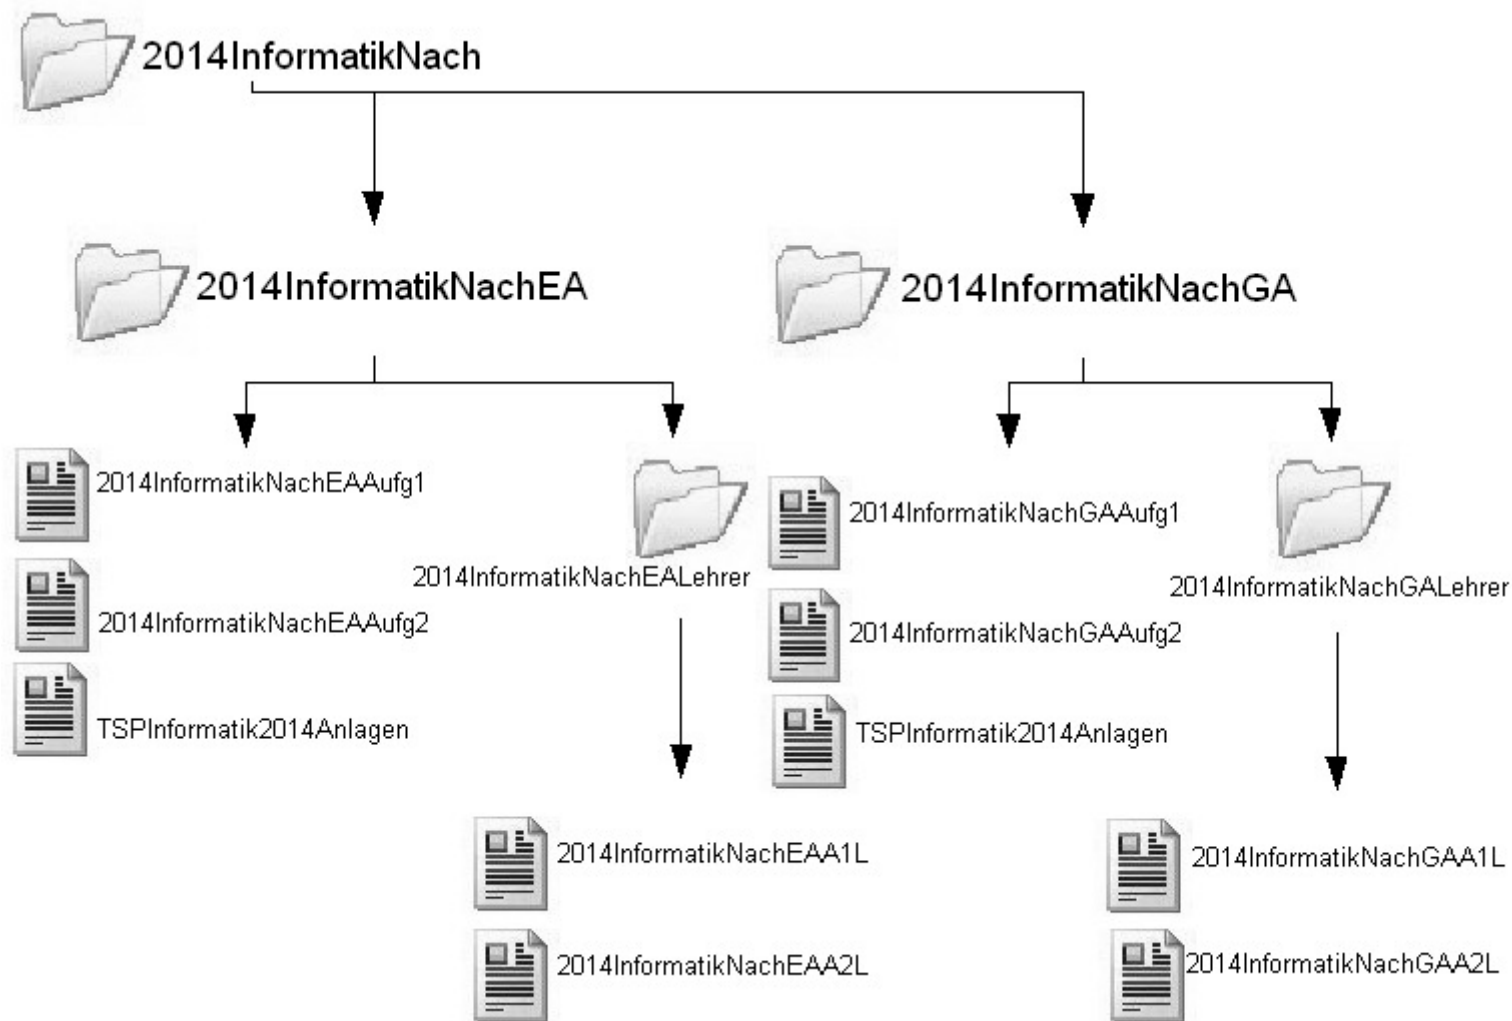 2014InformatikNach
2014InformatikNachEA
2014InformatikNachGA
2014InformatikNachEAAufg1
2014InformatikNachEAAufg2
TSPInformatik2014Anlagen
2014InformatikNachEALehrer
2014InformatikNachEAA1L
2014InformatikNachEAA2L
2014InformatikNachGAAufg1
2014InformatikNachGAAufg2
TSPInformatik2014Anlagen
2014InformatikNachGALehrer
2014InformatikNachGAA1L
2014InformatikNachGAA2L